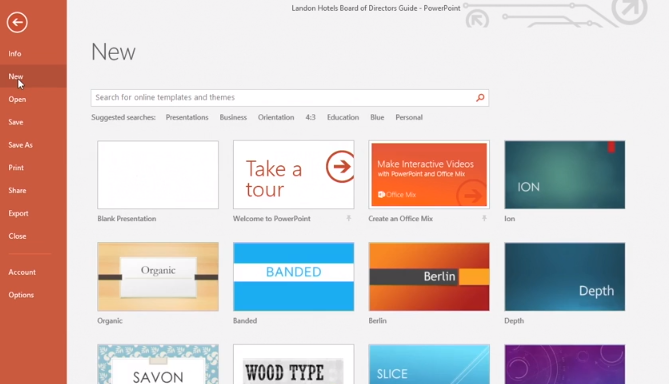 Landon Hotels Board of Directors Guide - PowerPoint
Info
New
Open
Save
Save As
Print
Share
Export
Close
Account
Options
New
Search for online templates and themes
Suggested searches: Presentations Business Orientation 4:3 Education Blue Personal
Take a
tour
Make Interactive Videos
with PowerPoint and Office Mix
Office Mix
ION
Blank Presentation
Welcome to PowerPoint
Create an Office Mix
Ion
Organic
BANDED
Berlin
Depth
Organic
Banded
Berlin
Depth
SAVON
WOOD TYPE
SLICE